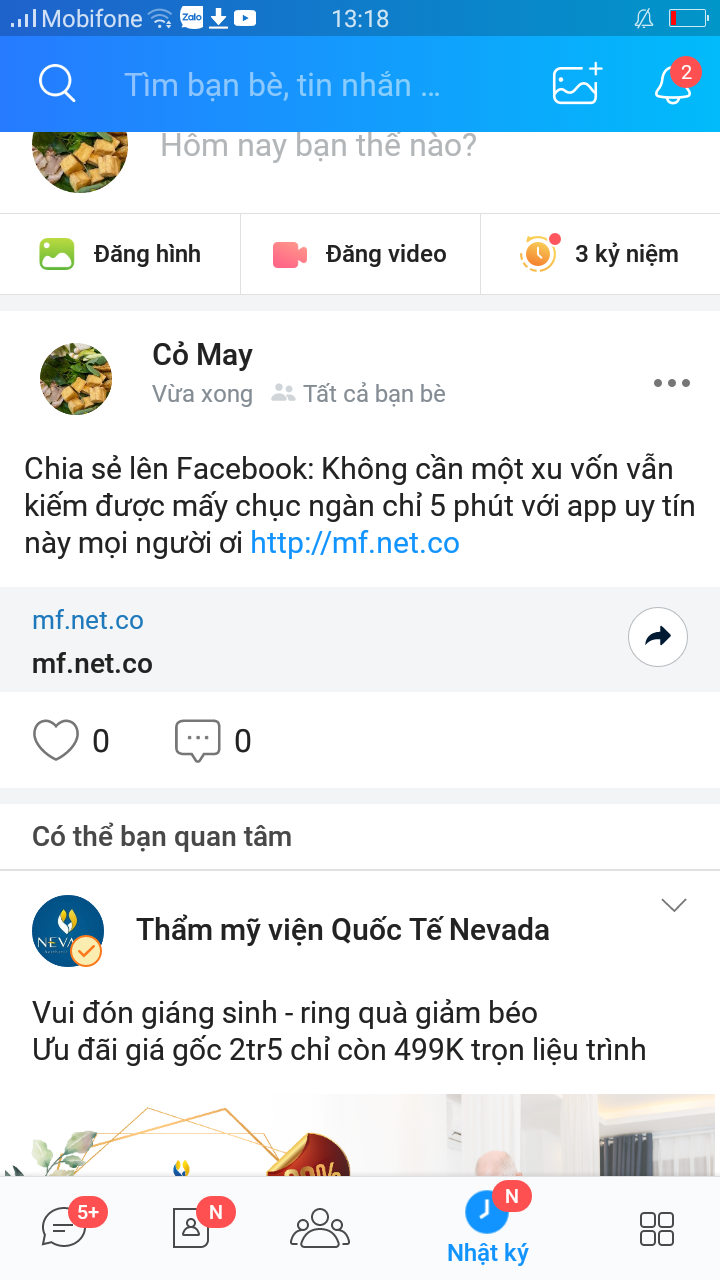 Mobifone Zalo 13:18
Tìm bạn bè, tin nhắn ...
2
Hôm nay bạn thế nào?
Đăng hình
Đăng video
3 kỷ niệm
Cỏ May
Vừa xong Tất cả bạn bè
Chia sẻ lên Facebook: Không cần một xu vốn vẫn
kiếm được mấy chục ngàn chỉ 5 phút với app uy tín
này mọi người ơi http://mf.net.co
mf.net.co
mf.net.co
0
0
Có thể bạn quan tâm
Thẩm mỹ viện Quốc Tế Nevada
Vui đón giáng sinh - ring quà giảm béo
Ưu đãi giá gốc 2tr5 chỉ còn 499K trọn liệu trình
5+
N
N
Nhật ký